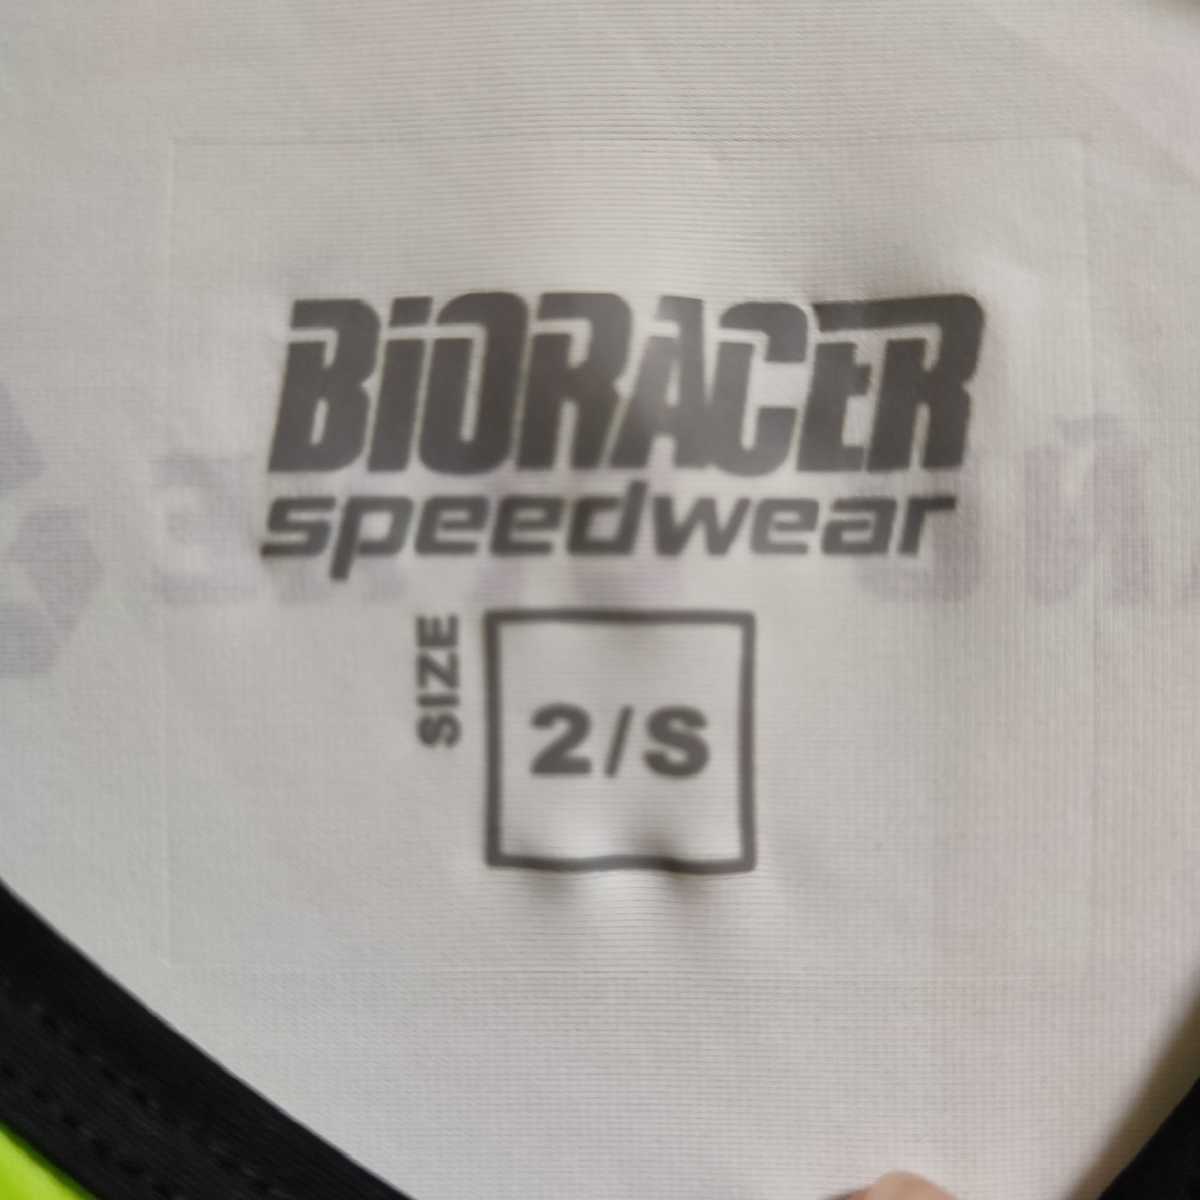 BIORACER
speedwear
SIZE
2/S